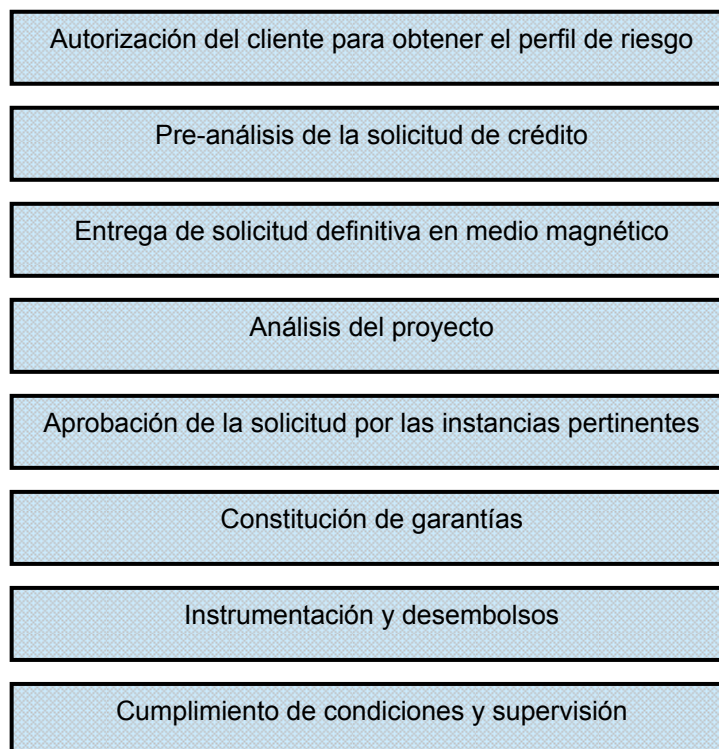 Autorización del cliente para obtener el perfil de riesgo
Pre-análisis de la solicitud de crédito
Entrega de solicitud definitiva en medio magnético
Análisis del proyecto
Aprobación de la solicitud por las instancias pertinentes
Constitución de garantías
Instrumentación y desembolsos
Cumplimiento de condiciones y supervisión